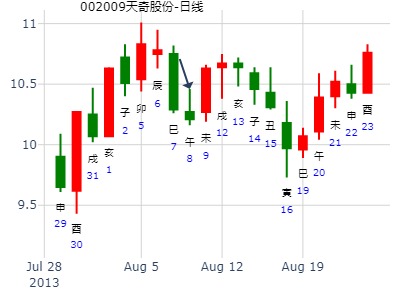 002009天奇股份-日线
11
10.5
10
9.5
申
29
酉
30
戌
31
亥
1
子
2
卯
5
辰
6
巳
7
午
8
未
9
戌
12
亥
13
子
14
丑
15
寅
16
巳
19
午
20
未
21
申
22
酉
23
Jul 28
2013
Aug 5
Aug 12
Aug 19